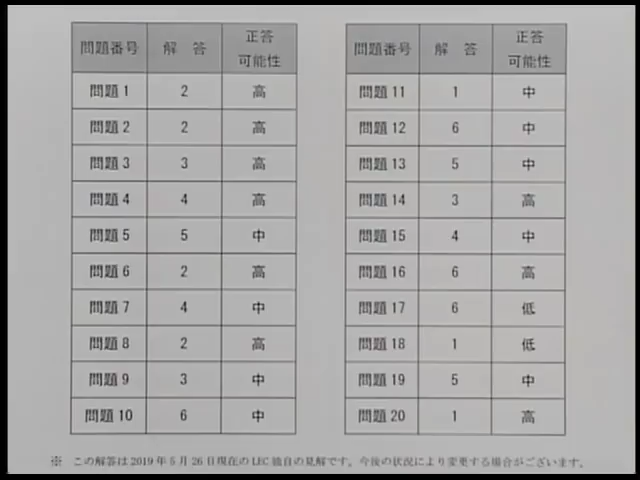 問題番号 解 答 正答可能性
問題1 2 高
問題2 2 高
問題3 3 高
問題4 4 高
問題5 5 中
問題6 2 高
問題7 4 中
問題8 2 高
問題9 3 中
問題10 6 中
問題番号 解 答 正答可能性
問題11 1 中
問題12 6 中
問題13 5 中
問題14 3 高
問題15 4 中
問題16 6 高
問題17 6 低
問題18 1 低
問題19 5 中
問題20 1 高
※ この解答は2019年5月26日現在のLEC独自の見解です。今後の状況により変更する場合がございます。